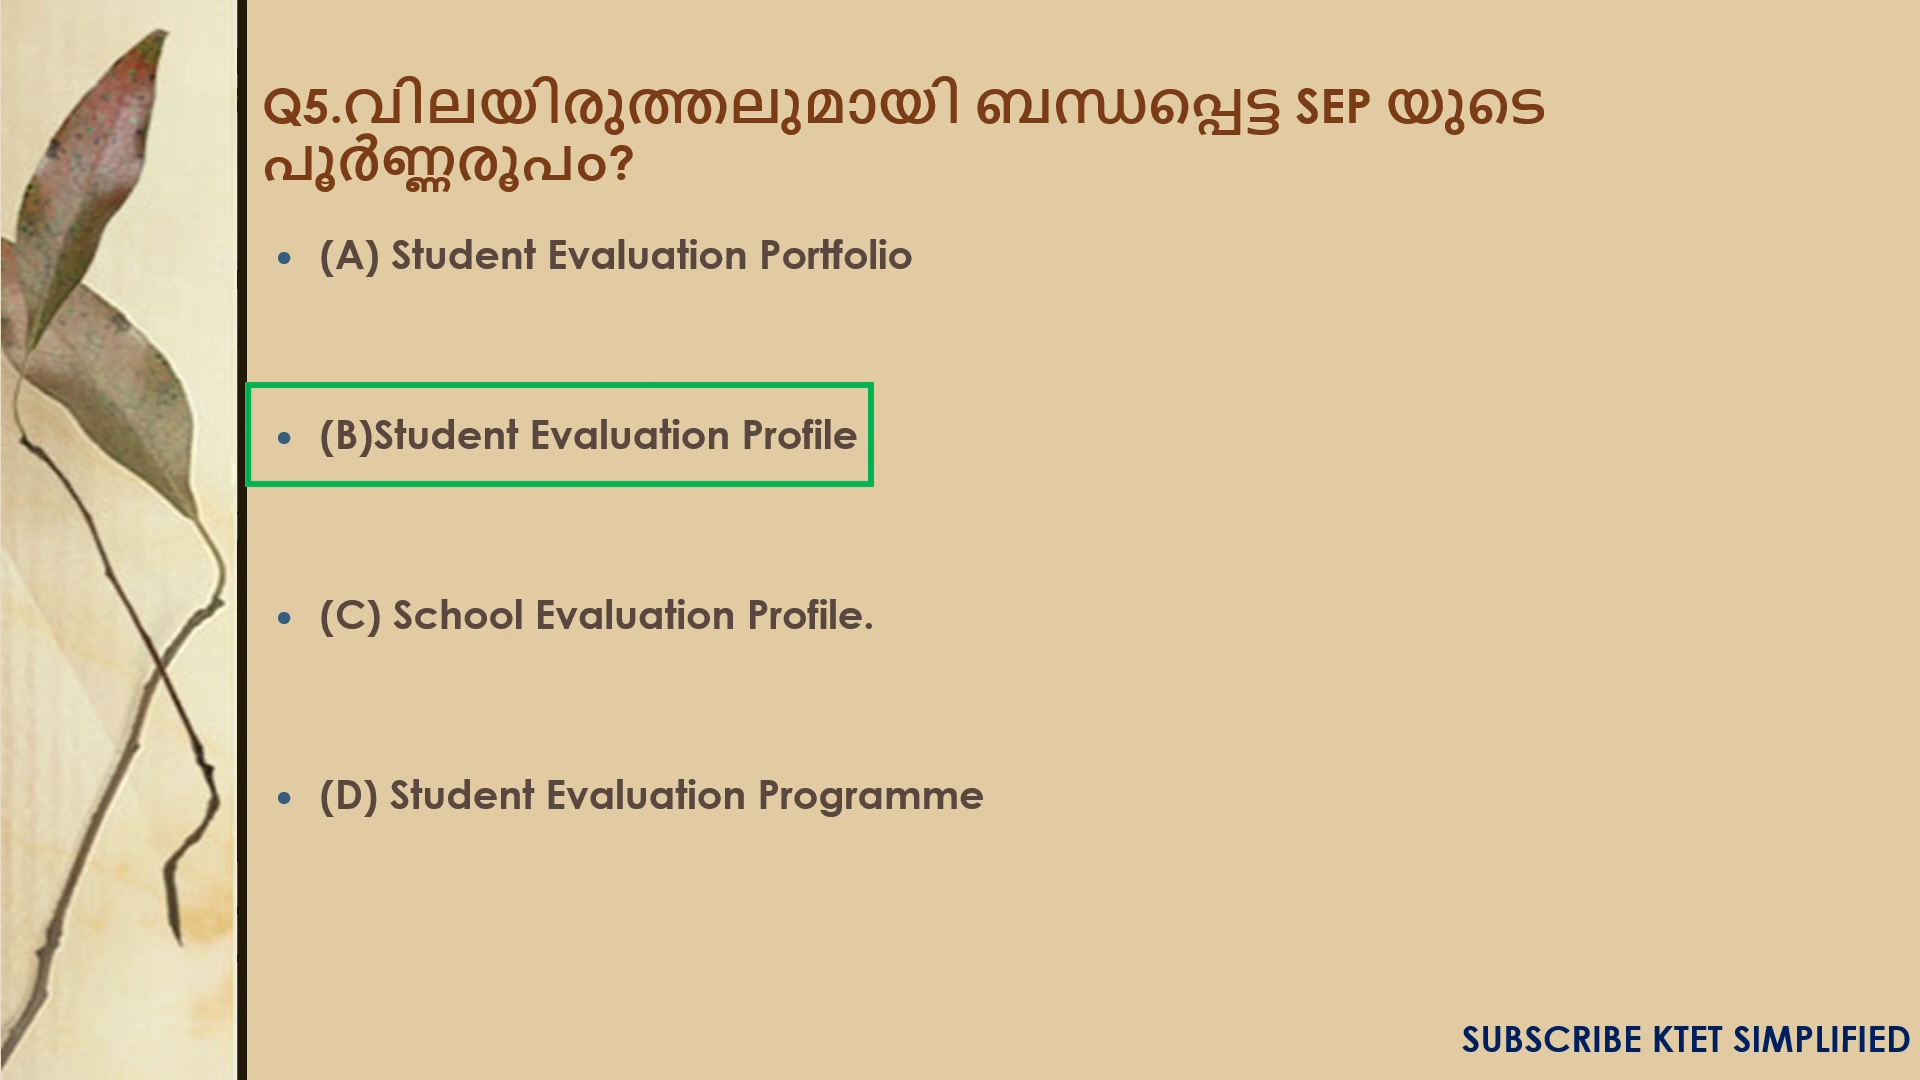 Q5.വിലയിരുത്തലുമായി ബന്ധപ്പെട്ട SEP യുടെ
പൂർണ്ണരൂപം?
• (A) Student Evaluation Portfolio
• (B)Student Evaluation Profile
• (C) School Evaluation Profile.
• (D) Student Evaluation Programme
SUBSCRIBE KTET SIMPLIFIED